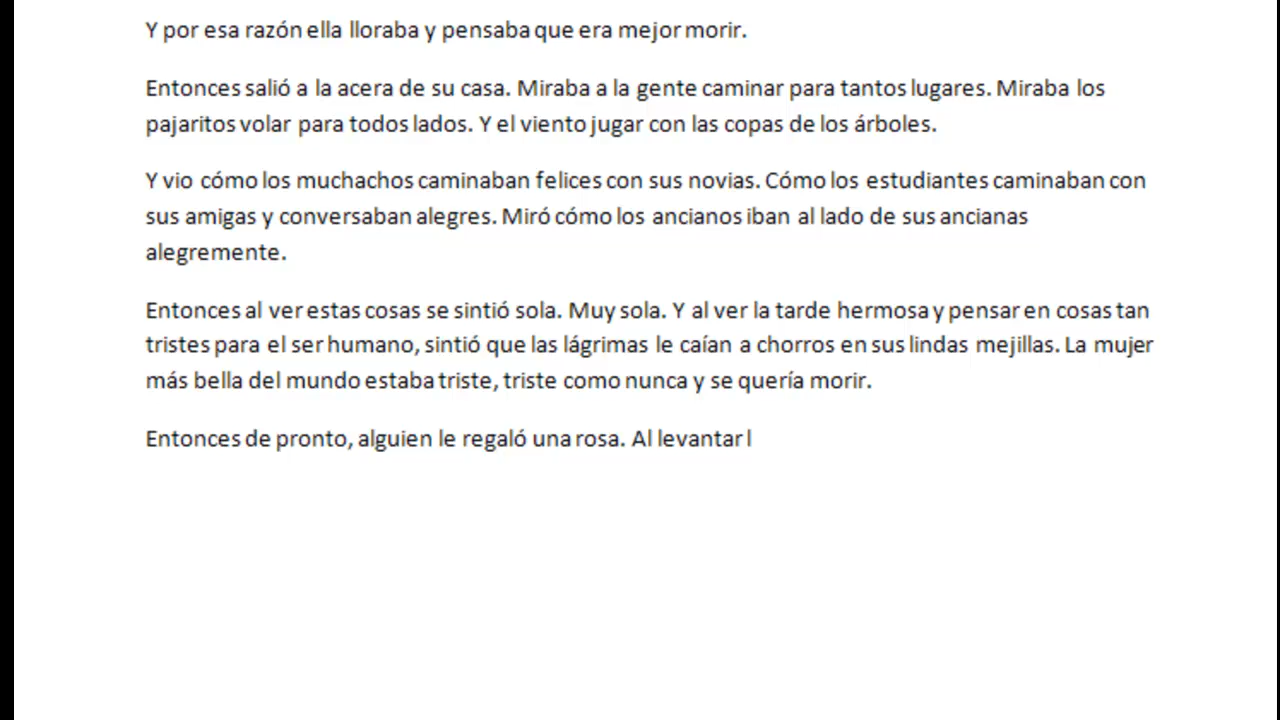 Y por esa razón ella lloraba y pensaba que era mejor morir.
Entonces salió a la acera de su casa. Miraba a la gente caminar para tantos lugares. Miraba los
pajaritos volar para todos lados. Y el viento jugar con las copas de los árboles.
Y vio cómo los muchachos caminaban felices con sus novias. Cómo los estudiantes caminaban con
sus amigas y conversaban alegres. Miró cómo los ancianos iban al lado de sus ancianas
alegremente.
Entonces al ver estas cosas se sintió sola. Muy sola. Y al ver la tarde hermosa y pensar en cosas tan
tristes para el ser humano, sintió que las lágrimas le caían a chorros en sus lindas mejillas. La mujer
más bella del mundo estaba triste, triste como nunca y se quería morir.
Entonces de pronto, alguien le regaló una rosa. Al levantar l